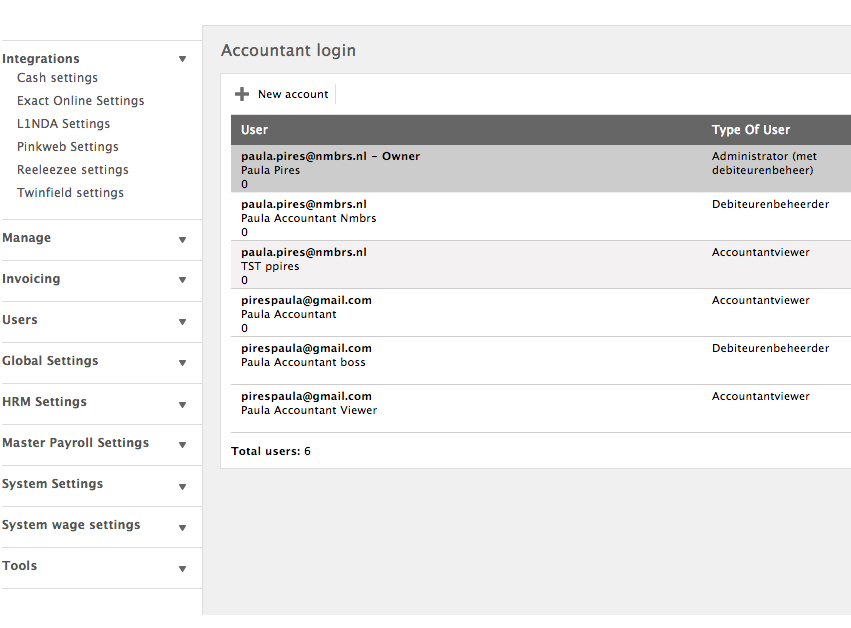 Integrations
Cash settings
Exact Online Settings
L1NDA Settings
Pinkweb Settings
Reeleezee settings
Twinfield settings
Manage
Invoicing
Users
Global Settings
HRM Settings
Master Payroll Settings
System Settings
System wage settings
Tools
Accountant login
New account
User Type Of User
paula.pires@nmbrs.nl - Owner Administrator (met
Paula Pires debiteurenbeheer)
0
paula.pires@nmbrs.nl Debiteurenbeheerder
Paula Accountant Nmbrs
0
paula.pires@nmbrs.nl Accountantviewer
TST ppires
0
pirespaula@gmail.com Accountantviewer
Paula Accountant
0
pirespaula@gmail.com Debiteurenbeheerder
Paula Accountant boss
pirespaula@gmail.com Accountantviewer
Paula Accountant Viewer
Total users: 6